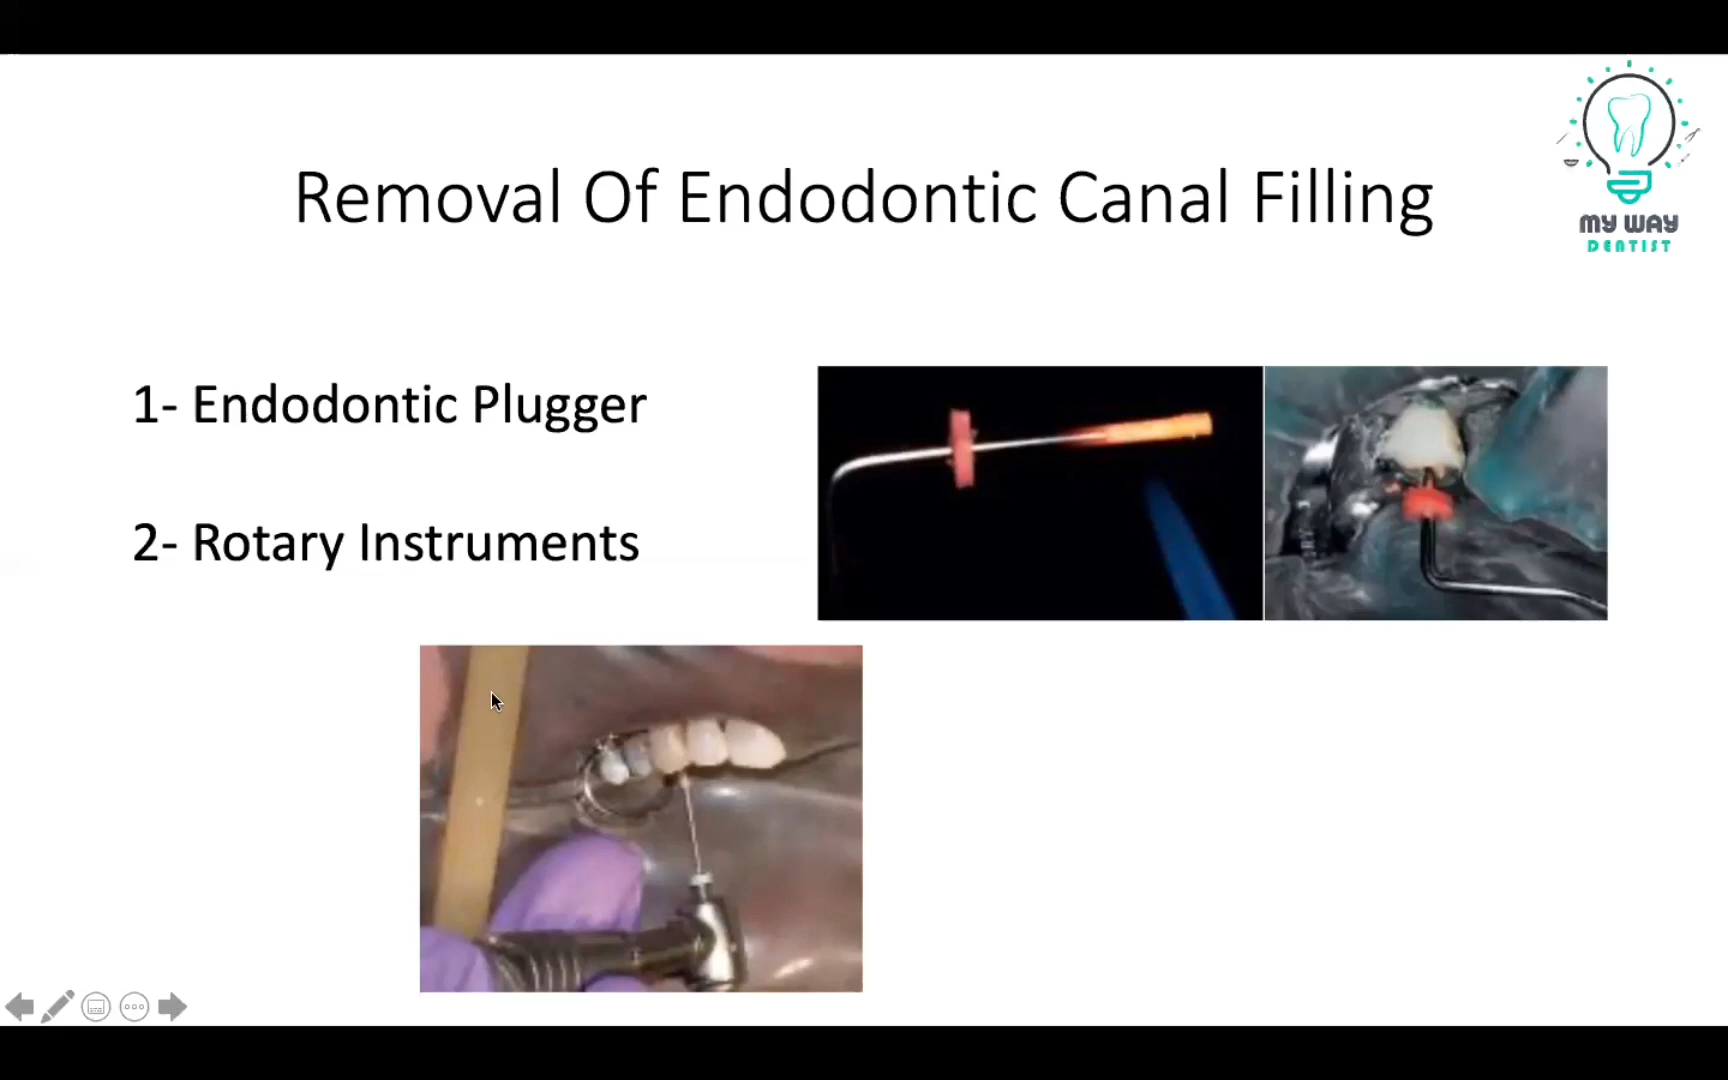 Removal Of Endodontic Canal Filling
MY WAY
DENTIST
1- Endodontic Plugger
2- Rotary Instruments